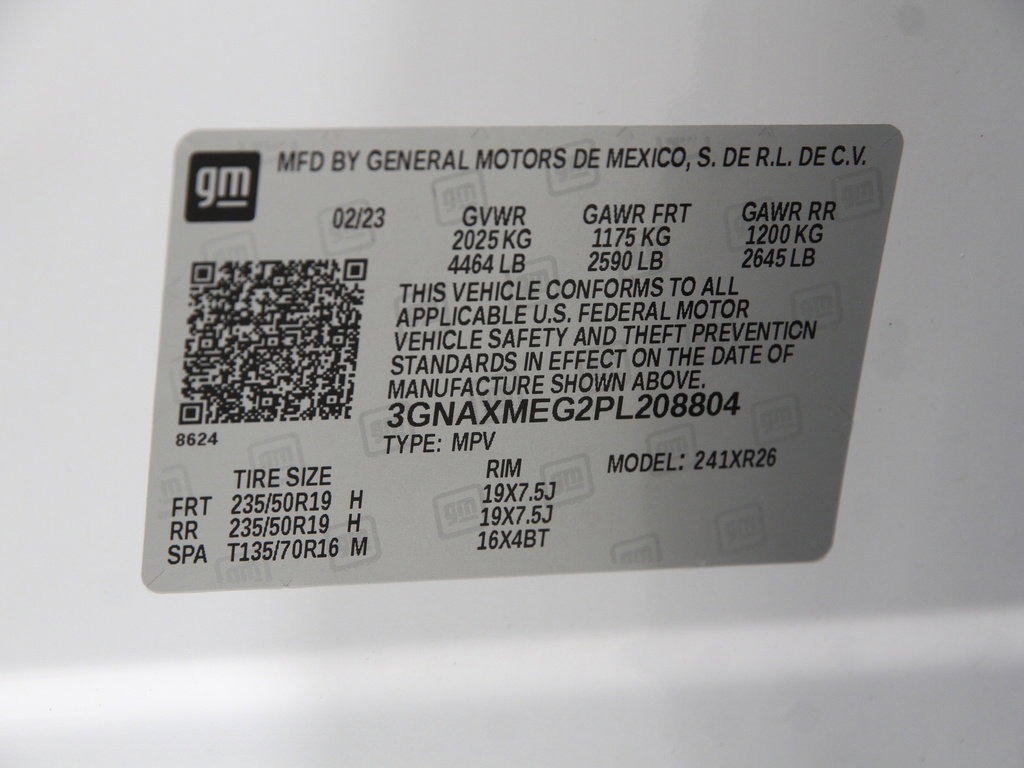 gm MFD BY GENERAL MOTORS DE MEXICO, S. DE R.L. DE C.V.
02/23 GVWR GAWR FRT GAWR RR
2025 KG 1175 KG 1200 KG
4464 LB 2590 LB 2645 LB
THIS VEHICLE CONFORMS TO ALL
APPLICABLE U.S. FEDERAL MOTOR
VEHICLE SAFETY AND THEFT PREVENTION
STANDARDS IN EFFECT ON THE DATE OF
MANUFACTURE SHOWN ABOVE.
3GNAXMEG2PL208804
8624
TYPE: MPV
TIRE SIZE RIM MODEL: 241XR26
FRT 235/50R19 H 19X7.5J
RR 235/50R19 H 19X7.5J
SPA T135/70R16 M 16X4BT